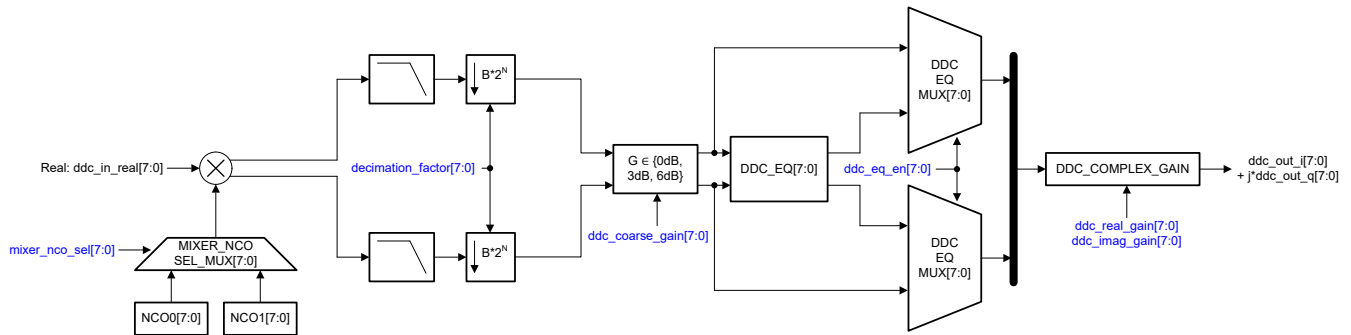 DDC
EQ
MUX[7:0]
B*2^N
Real: ddc_in_real[7:0]
decimation_factor[7:0]
G ∈ {0dB,
3dB, 6dB}
DDC_EQ[7:0]
ddc_eq_en[7:0]
DDC_COMPLEX_GAIN
ddc_out_i[7:0]
+ j*ddc_out_q[7:0]
mixer_nco_sel[7:0]
MIXER_NCO
SEL_MUX[7:0]
B*2^N
ddc_coarse_gain[7:0]
DDC
EQ
MUX[7:0]
ddc_real_gain[7:0]
ddc_imag_gain[7:0]
NCO0[7:0]
NCO1[7:0]